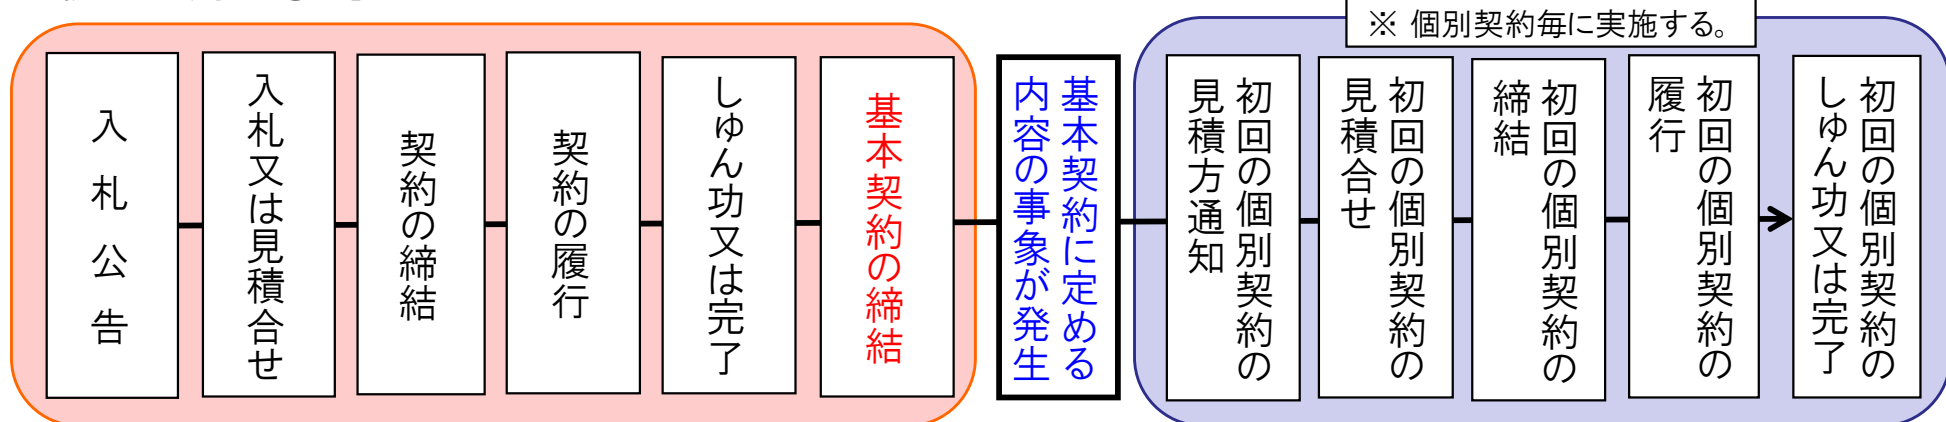 ※ 個別契約毎に実施する。
入札公告
入札又は見積合せ
契約の締結
契約の履行
しゅん功又は完了
基本契約の締結
基本契約に定める
内容の事象が発生
初回の個別契約の
見積方通知
初回の個別契約の
見積合せ
初回の個別契約の
締結
初回の個別契約の
履行
初回の個別契約の
しゅん功又は完了